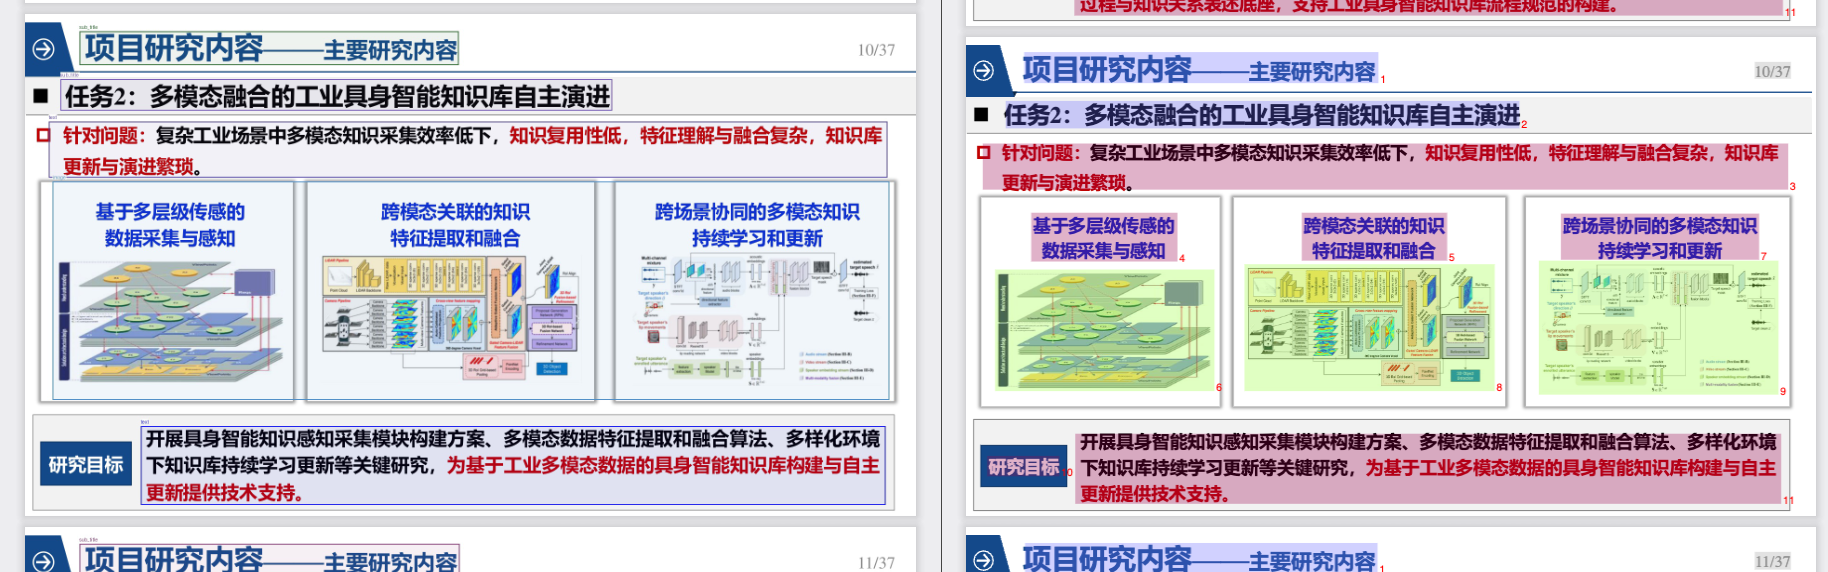 项目研究内容——主要研究内容
10/37
任务2：多模态融合的工业具身智能知识库自主演进
针对问题：复杂工业场景中多模态知识采集效率低下，知识复用性低，特征理解与融合复杂，知识库
更新与演进繁琐。
基于多层级传感的
数据采集与感知
跨模态关联的知识
特征提取和融合
跨场景协同的多模态知识
持续学习和更新
研究目标
开展具身智能知识感知采集模块构建方案、多模态数据特征提取和融合算法、多样化环境
下知识库持续学习更新等关键研究，为基于工业多模态数据的具身智能知识库构建与自主
更新提供技术支持。
项目研究内容——主要研究内容
11/37
过程与知识关系表述底座，支持工业具身智能知识库流程规范的构建。
11
项目研究内容——主要研究内容
1
10/37
任务2：多模态融合的工业具身智能知识库自主演进
2
针对问题：复杂工业场景中多模态知识采集效率低下，知识复用性低，特征理解与融合复杂，知识库
更新与演进繁琐。
3
基于多层级传感的
数据采集与感知
4
跨模态关联的知识
特征提取和融合
5
跨场景协同的多模态知识
持续学习和更新
7
6
8
9
研究目标
10
开展具身智能知识感知采集模块构建方案、多模态数据特征提取和融合算法、多样化环境
下知识库持续学习更新等关键研究，为基于工业多模态数据的具身智能知识库构建与自主
更新提供技术支持。
11
项目研究内容——主要研究内容
1
11/37